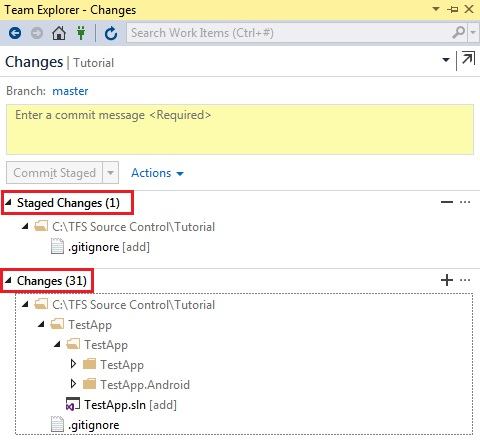 Team Explorer - Changes
Search Work Items (Ctrl+#)
Changes | Tutorial
Branch: master
Enter a commit message <Required>
Commit Staged Actions
Staged Changes (1)
C:\TFS Source Control\Tutorial
.gitignore [add]
Changes (31)
C:\TFS Source Control\Tutorial
TestApp
TestApp
TestApp
TestApp.Android
TestApp.sln [add]
.gitignore